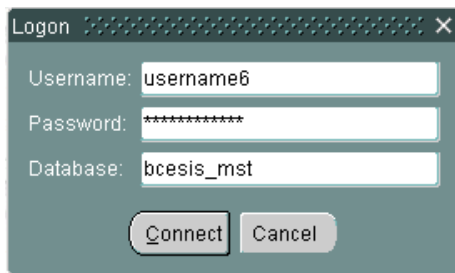 Logon
Username: username6
Password: ************
Database: bcesis_mst
Connect Cancel